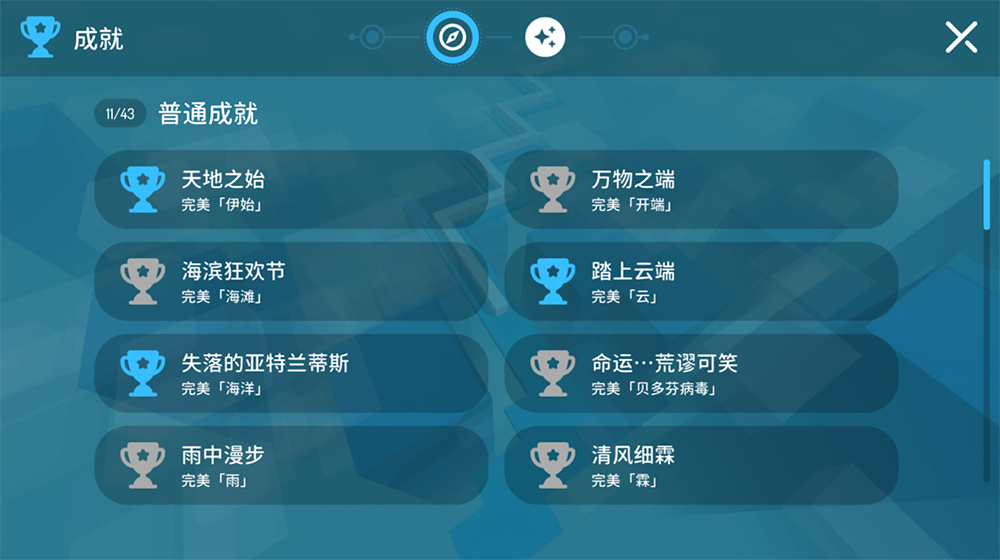 成就
11/43 普通成就
天地之始
完美「伊始」
万物之端
完美「开端」
海滨狂欢节
完美「海滩」
踏上云端
完美「云」
失落的亚特兰蒂斯
完美「海洋」
命运…荒谬可笑
完美「贝多芬病毒」
雨中漫步
完美「雨」
清风细霖
完美「霖」